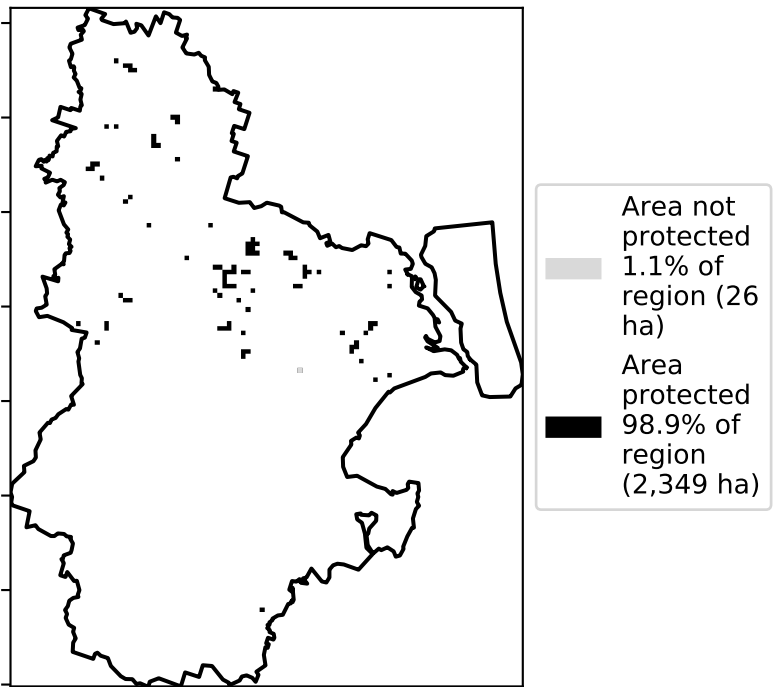 Area not
protected
1.1% of
region (26
ha)
Area
protected
98.9% of
region
(2,349 ha)